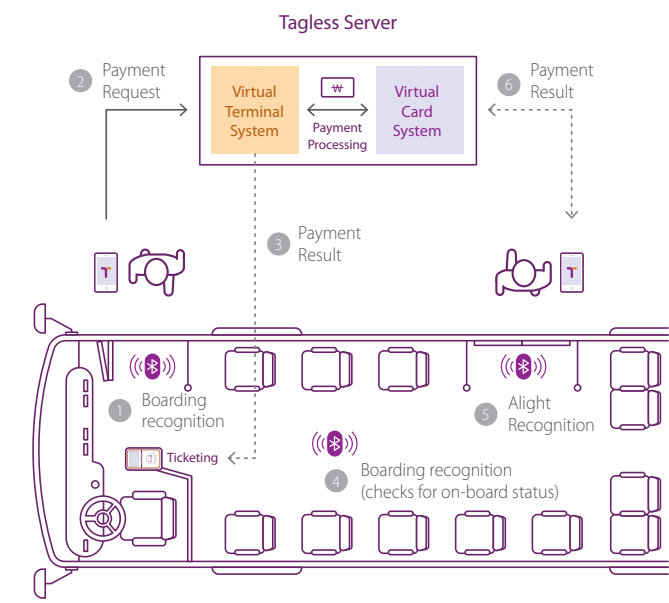 Tagless Server
2
Payment
Request
Virtual
Terminal
System
₩
Payment
Processing
Virtual
Card
System
6
Payment
Result
3
Payment
Result
T
T
1
Boarding
recognition
5
Alight
Recognition
Ticketing
4
Boarding recognition
(checks for on-board status)